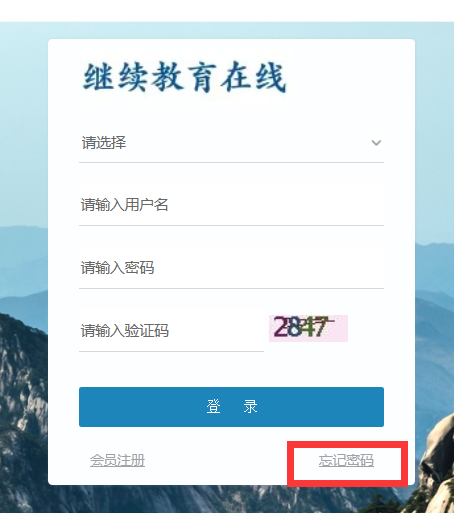 继续教育在线
请选择
请输入用户名
请输入密码
请输入验证码 2847
登 录
会员注册 忘记密码